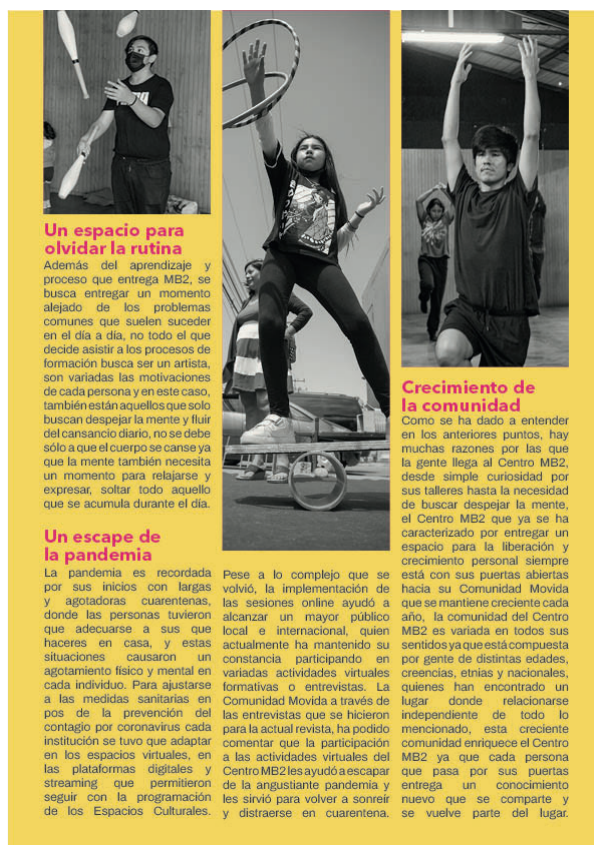 Un espacio para
olvidar la rutina
Además del aprendizaje y
proceso que entrega MB2, se
busca entregar un momento
alejado de los problemas
comunes que suelen suceder
en el día a día, no todo el que
decide asistir a los procesos de
formación busca ser un artista,
son variadas las motivaciones
de cada persona y en este caso,
también están aquellos que solo
buscan despejar la mente y fluir
del cansancio diario, no se debe
sólo a que el cuerpo se canse ya
que la mente también necesita
un momento para relajarse y
expresar, soltar todo aquello
que se acumula durante el día.
Un escape de
la pandemia
La pandemia es recordada
por sus inicios con largas
y agotadoras cuarentenas,
donde las personas tuvieron
que adecuarse a sus que
haceres en casa, y estas
situaciones causaron un
agotamiento físico y mental en
cada individuo. Para ajustarse
a las medidas sanitarias en
pos de la prevención del
contagio por coronavirus cada
institución se tuvo que adaptar
en los espacios virtuales, en
las plataformas digitales y
streaming que permitieron
seguir con la programación
de los Espacios Culturales.
Pese a lo complejo que se
volvió, la implementación de
las sesiones online ayudó a
alcanzar un mayor público
local e internacional, quien
actualmente ha mantenido su
constancia participando en
variadas actividades virtuales
formativas o entrevistas. La
Comunidad Movida a través de
las entrevistas que se hicieron
para la actual revista, ha podido
comentar que la participación
a las actividades virtuales del
Centro MB2 les ayudó a escapar
de la angustiante pandemia y
les sirvió para volver a sonreir
y distraerse en cuarentena.
Crecimiento de
la comunidad
Como se ha dado a entender
en los anteriores puntos, hay
muchas razones por las que
la gente llega al Centro MB2,
desde simple curiosidad por
sus talleres hasta la necesidad
de buscar despejar la mente,
el Centro MB2 que ya se ha
caracterizado por entregar un
espacio para la liberación y
crecimiento personal siempre
está con sus puertas abiertas
hacia su Comunidad Movida
que se mantiene creciente cada
año, la comunidad del Centro
MB2 es variada en todos sus
sentidos ya que está compuesta
por gente de distintas edades,
creencias, etnias y nacionales,
quienes han encontrado un
lugar donde relacionarse
independiente de todo lo
mencionado, esta creciente
comunidad enriquece el Centro
MB2 ya que cada persona
que pasa por sus puertas
entrega un conocimiento
nuevo que se comparte y
se vuelve parte del lugar.